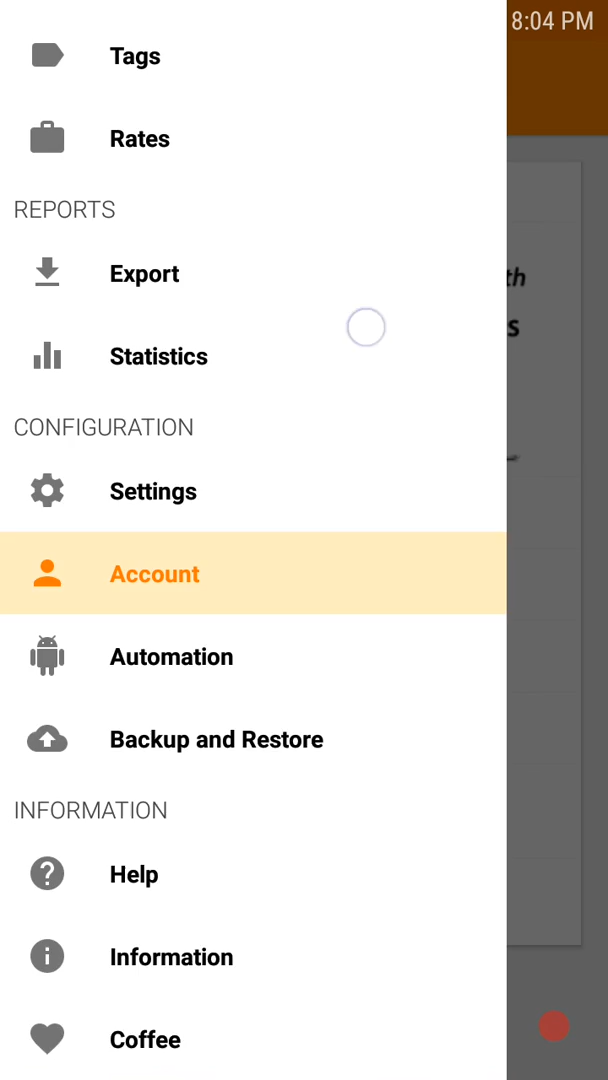 8:04 PM
Tags
Rates
REPORTS
Export
th
s
Statistics
CONFIGURATION
Settings
Account
Automation
Backup and Restore
INFORMATION
Help
Information
Coffee